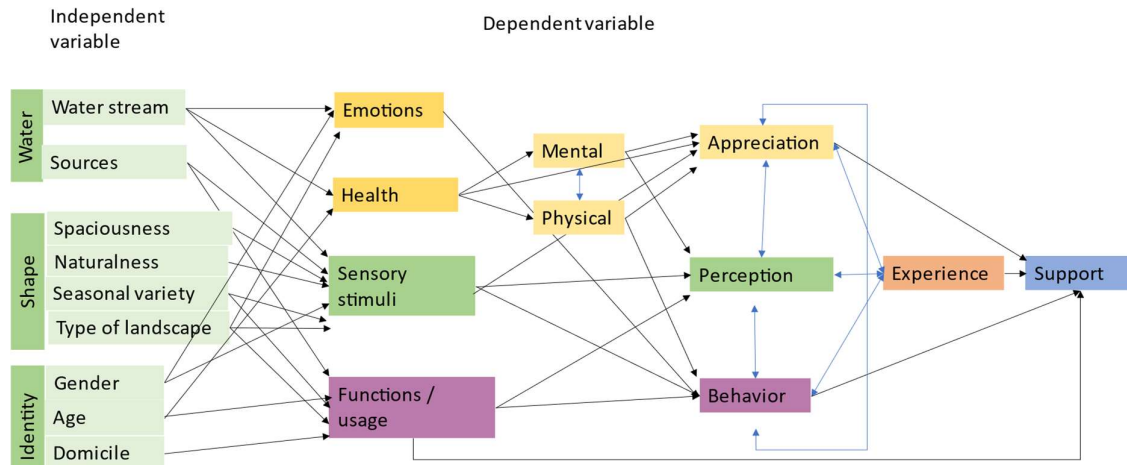 Independent
variable
Dependent variable
Water
Water stream
Sources
Shape
Spaciousness
Naturalness
Seasonal variety
Type of landscape
Identity
Gender
Age
Domicile
Emotions
Health
Sensory
stimuli
Functions /
usage
Mental
Physical
Appreciation
Perception
Behavior
Experience
Support